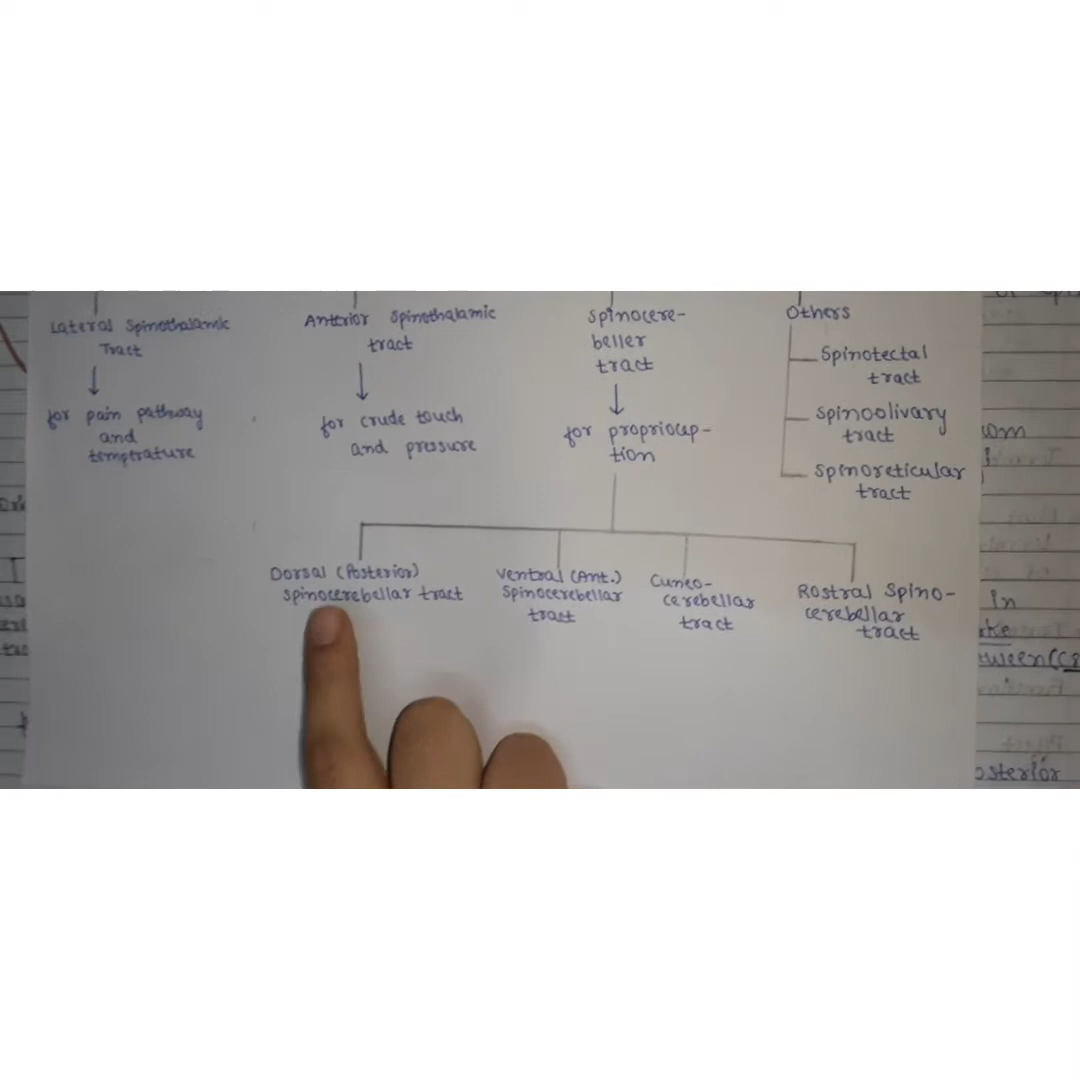 Lateral Spinothalamic
Tract
for pain pathway
and
temprature
Anterior Spinothalamic
tract
for crude touch
and pressure
Spinocere-
beller
tract
for propriocep-
tion
Others
Spinotectal
tract
Spinoolivary
tract
Spinoreticular
tract
Dorsal (Posterior)
spinocerebellar tract
Ventral (Ant.)
Spinocerebellar
tract
Cuneo-
cerebellar
tract
Rostral Spino-
cerebellar
tract
in
osterior